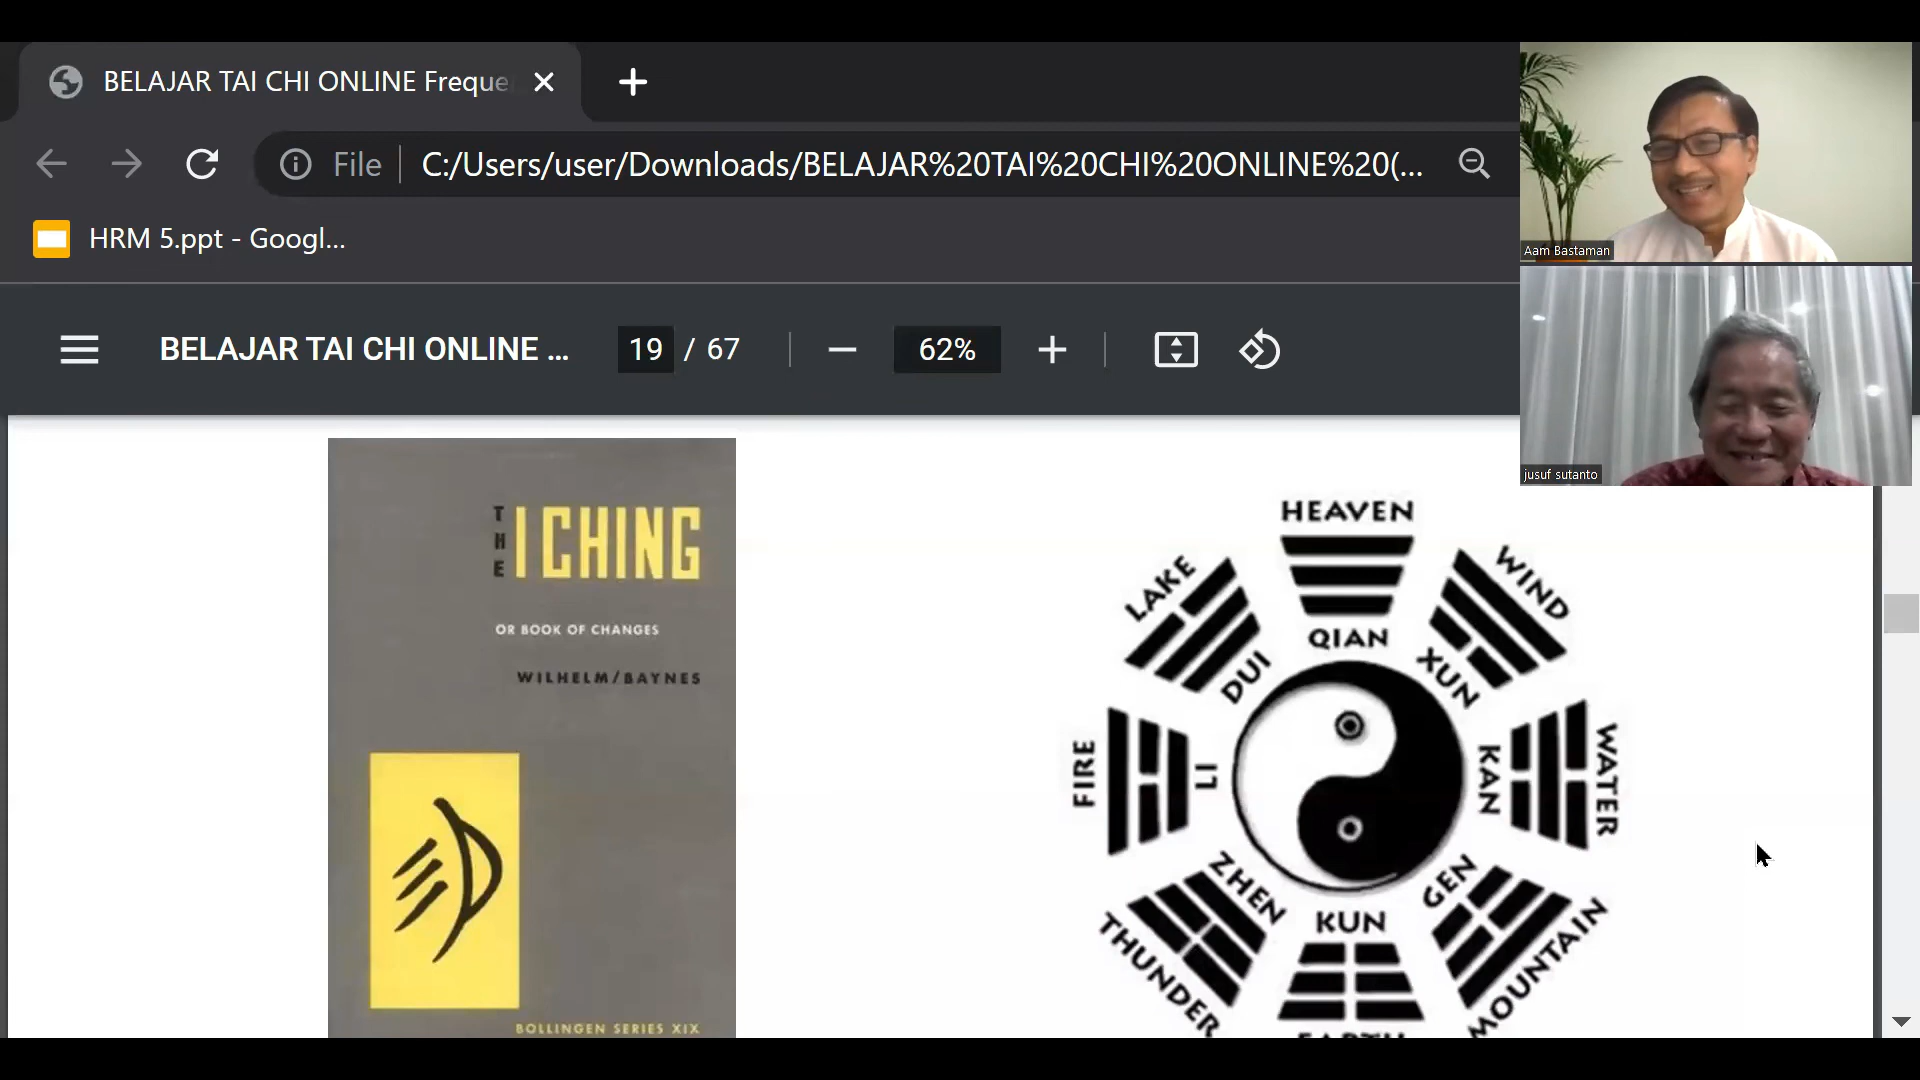 BELAJAR TAI CHI ONLINE Freque
File
C:/Users/user/Downloads/BELAJAR%20TAI%20CHI%20ONLINE%20(...
HRM 5.ppt - Googl...
Aam Bastaman
jusuf sutanto
BELAJAR TAI CHI ONLINE ...
19 / 67
62%
THE
I CHING
OR BOOK OF CHANGES
WILHELM/BAYNES
BOLLINGEN SERIES XIX
HEAVEN
QIAN
WIND
XUN
WATER
KAN
MOUNTAIN
GEN
EARTH
KUN
THUNDER
ZHEN
FIRE
LI
LAKE
DUI